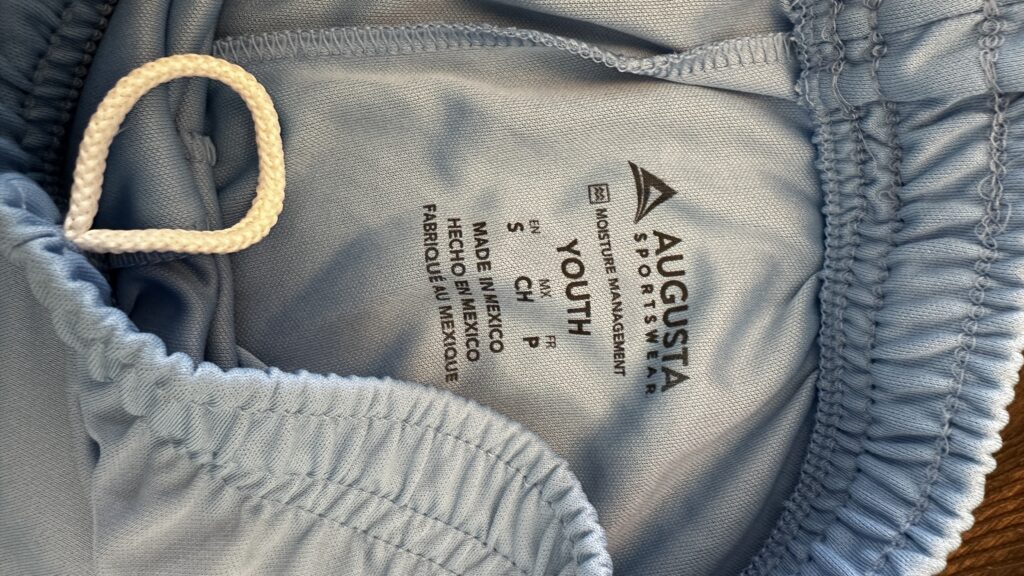 AUGUSTA
SPORTSWEAR
MOISTURE MANAGEMENT
YOUTH
EN MX FR
S CH P
MADE IN MEXICO
HECHO EN MEXICO
FABRIQUÉ AU MEXIQUE